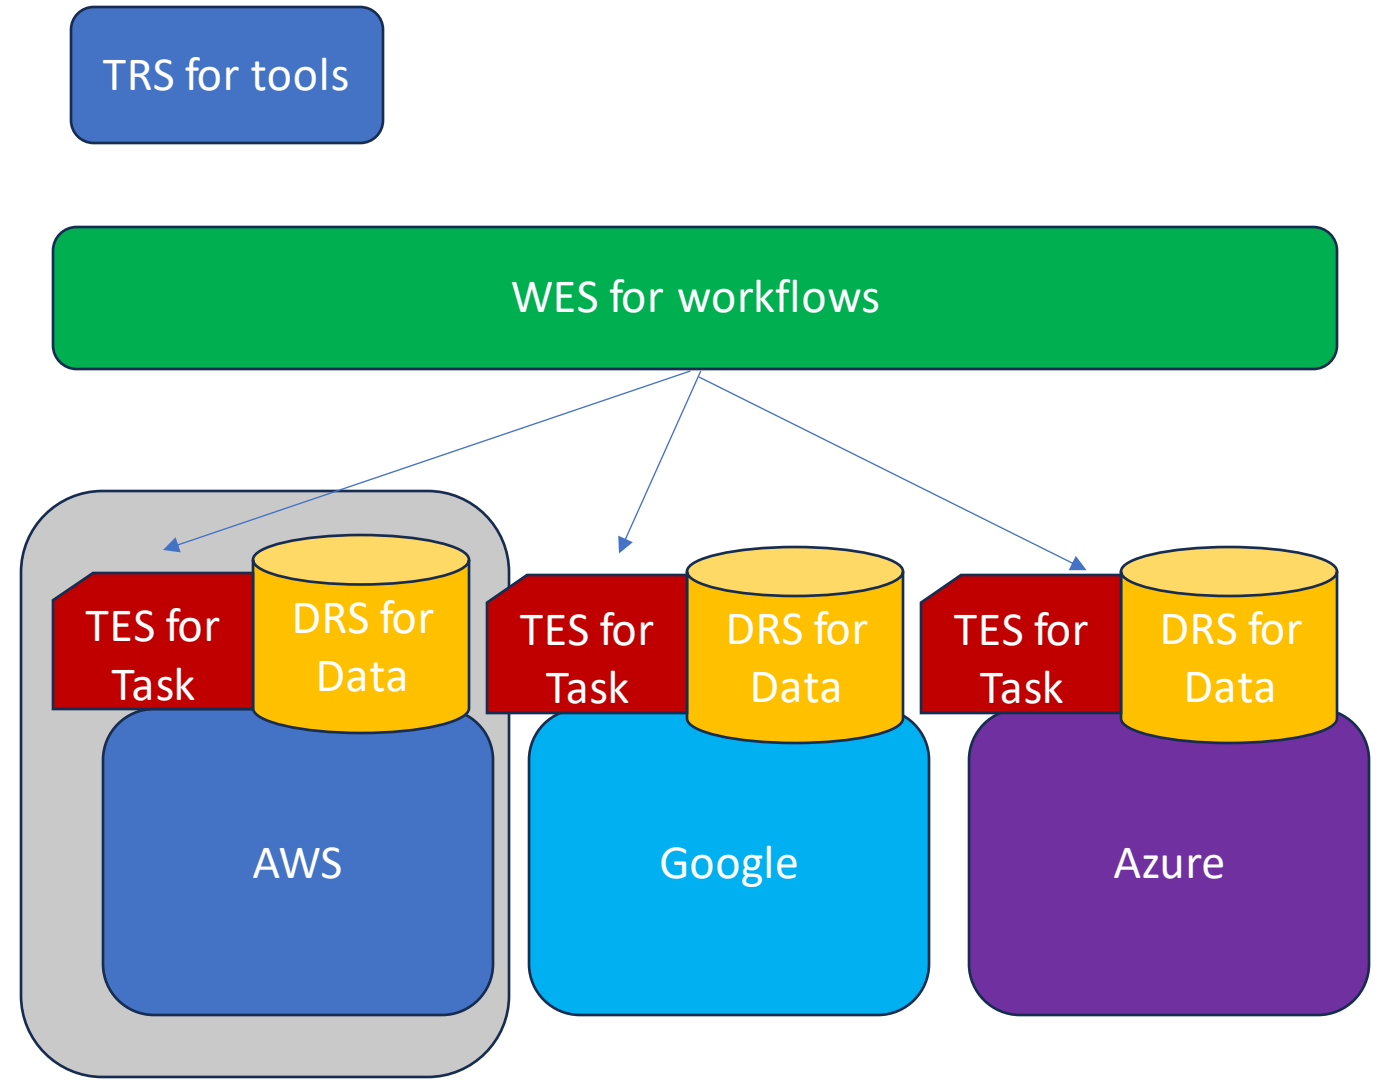 TRS for tools
WES for workflows
TES for
Task
DRS for
Data
TES for
Task
DRS for
Data
TES for
Task
DRS for
Data
AWS
Google
Azure